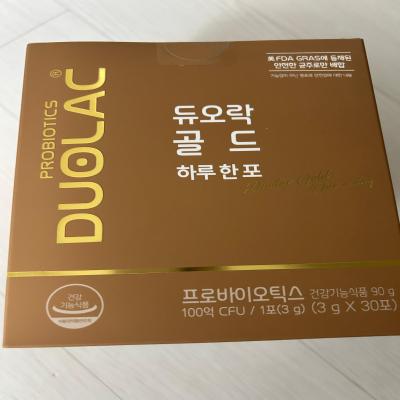 PROBIOTICS
DUOLAC®
美FDA GRAS에 등재된
안전한 균주로만 배합
듀오락
골드
하루 한 포
건강
기능식품
프로바이오틱스 건강기능식품 90 g
100억 CFU / 1포(3 g) (3 g X 30포)